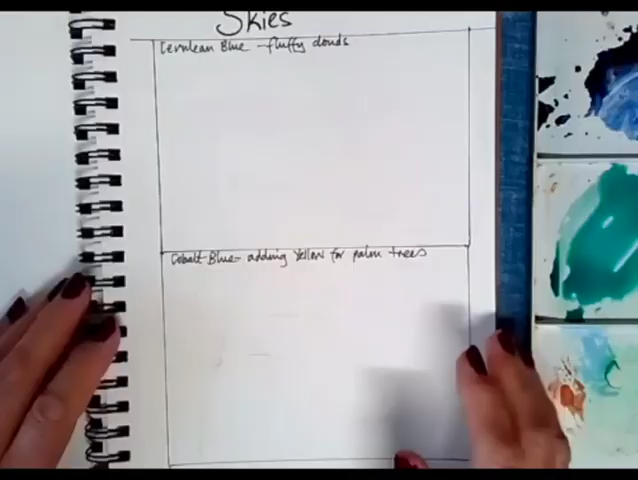 Skies
Cerulean Blue - fluffy clouds
Cobalt Blue- adding yellow for palm trees